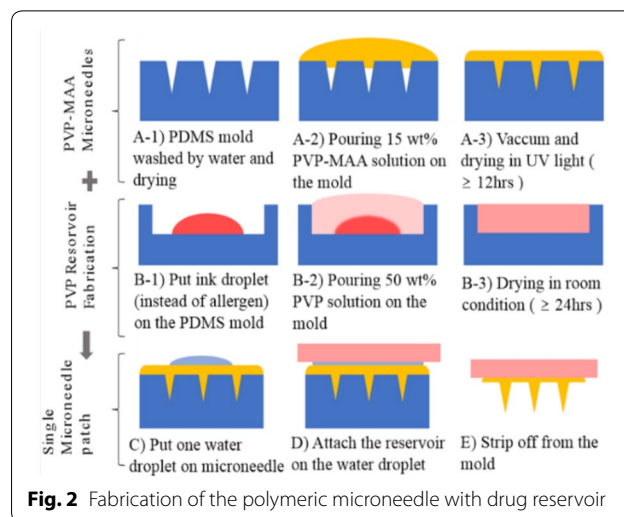 PVP-MAA
Microneedles
A-1) PDMS mold
washed by water and
drying
A-2) Pouring 15 wt%
PVP-MAA solution on
the mold
A-3) Vaccum and
drying in UV light (
≥ 12hrs )
PVP Reservoir
Fabrication
B-1) Put ink droplet
(instead of allergen)
on the PDMS mold
B-2) Pouring 50 wt%
PVP solution on the
mold
B-3) Drying in room
condition ( ≥ 24hrs )
Single
Microneedle
patch
C) Put one water
droplet on microneedle
D) Attach the reservoir
on the water droplet
E) Strip off from the
mold
Fig. 2 Fabrication of the polymeric microneedle with drug reservoir